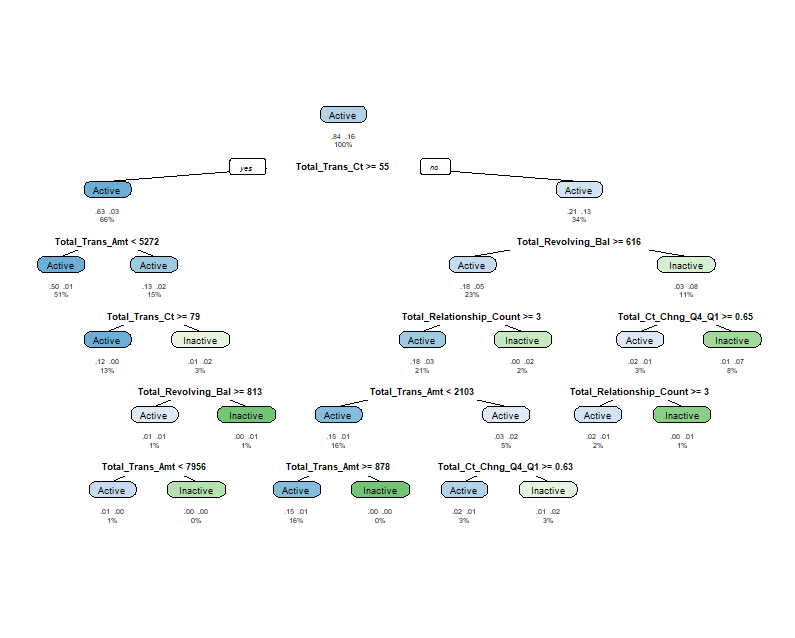 Active
.84 .16
100%
yes Total_Trans_Ct >= 55 no
Active Active
.63 .03 .21 .13
66% 34%
Total_Trans_Amt < 5272 Total_Revolving_Bal >= 616
Active Active Active Inactive
.50 .01 .13 .02 .18 .05 .03 .08
51% 15% 23% 11%
Total_Trans_Ct >= 79 Total_Relationship_Count >= 3 Total_Ct_Chng_Q4_Q1 >= 0.65
Active Inactive Active Inactive Active Inactive
.12 .00 .01 .02 .18 .03 .00 .02 .02 .01 .01 .07
13% 3% 21% 2% 3% 8%
Total_Revolving_Bal >= 813 Total_Trans_Amt < 2103 Total_Relationship_Count >= 3
Active Inactive Active Active Active Inactive
.01 .01 .00 .01 .15 .01 .03 .02 .02 .01 .00 .01
1% 1% 16% 5% 2% 1%
Total_Trans_Amt < 7956 Total_Trans_Amt >= 878 Total_Ct_Chng_Q4_Q1 >= 0.63
Active Inactive Active Inactive Active Inactive
.01 .00 .00 .00 .15 .01 .00 .00 .02 .01 .01 .02
1% 0% 16% 0% 3% 3%